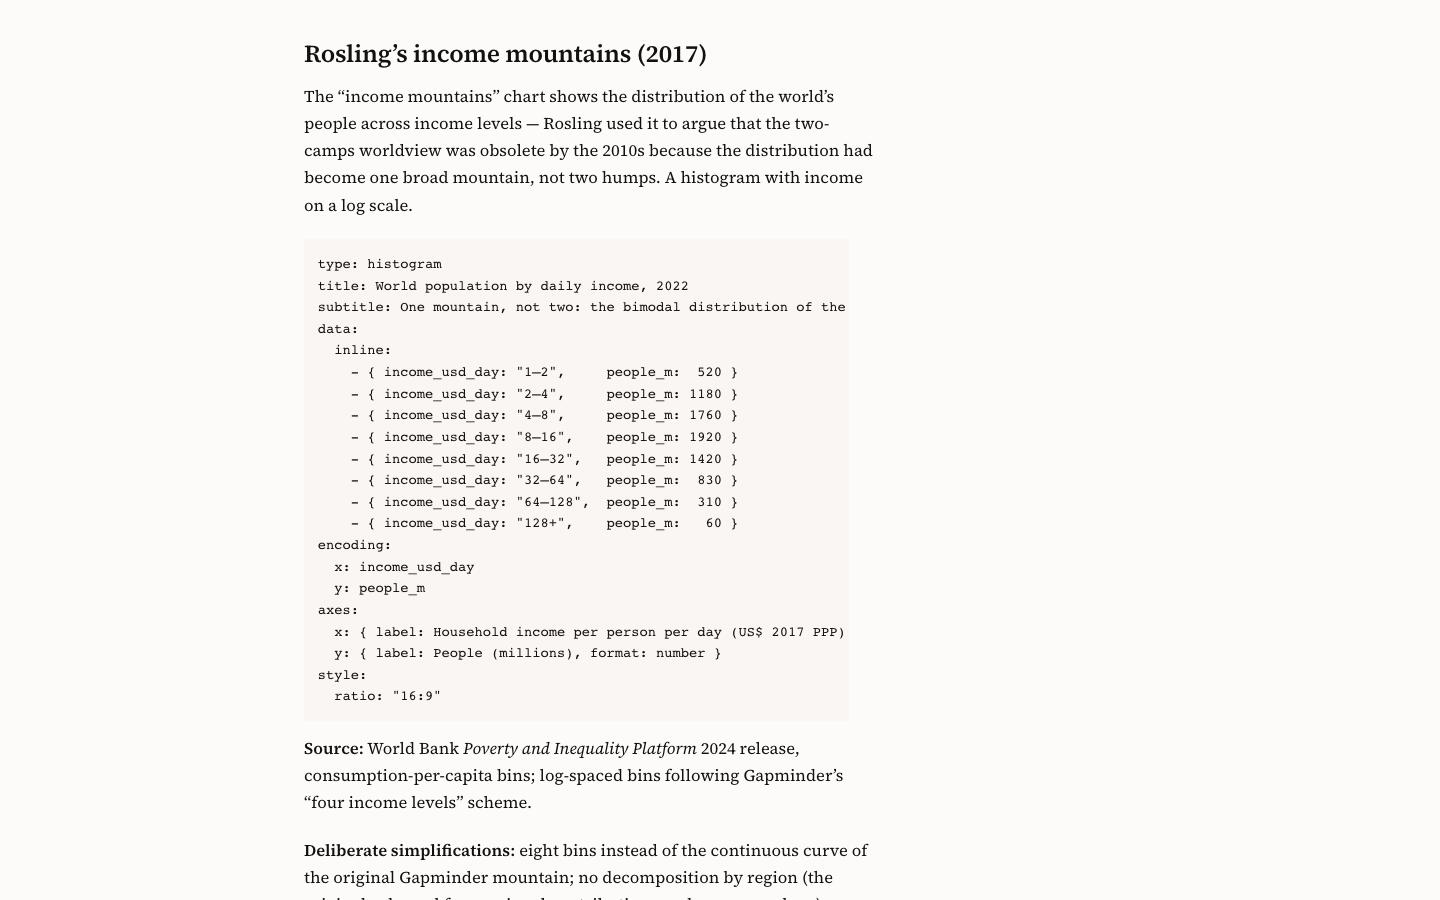 Rosling’s income mountains (2017)
The “income mountains” chart shows the distribution of the world’s
people across income levels — Rosling used it to argue that the two-
camps worldview was obsolete by the 2010s because the distribution had
become one broad mountain, not two humps. A histogram with income
on a log scale.
type: histogram
title: World population by daily income, 2022
subtitle: One mountain, not two: the bimodal distribution of the
data:
  inline:
    - { income_usd_day: "1–2",     people_m:  520 }
    - { income_usd_day: "2–4",     people_m: 1180 }
    - { income_usd_day: "4–8",     people_m: 1760 }
    - { income_usd_day: "8–16",    people_m: 1920 }
    - { income_usd_day: "16–32",   people_m: 1420 }
    - { income_usd_day: "32–64",   people_m:  830 }
    - { income_usd_day: "64–128",  people_m:  310 }
    - { income_usd_day: "128+",    people_m:   60 }
encoding:
  x: income_usd_day
  y: people_m
axes:
  x: { label: Household income per person per day (US$ 2017 PPP)
  y: { label: People (millions), format: number }
style:
  ratio: "16:9"
Source: World Bank Poverty and Inequality Platform 2024 release,
consumption-per-capita bins; log-spaced bins following Gapminder’s
“four income levels” scheme.
Deliberate simplifications: eight bins instead of the continuous curve of
the original Gapminder mountain; no decomposition by region (the